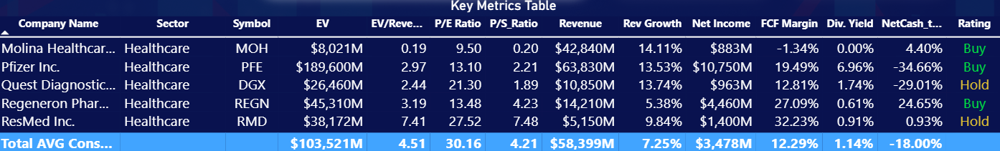 Key Metrics Table
Company Name Sector Symbol EV EV/Reve... P/E Ratio P/S_Ratio Revenue Rev Growth Net Income FCF Margin Div. Yield NetCash_t... Rating
Molina Healthcar... Healthcare MOH $8,021M 0.19 9.50 0.20 $42,840M 14.11% $883M -1.34% 0.00% 4.40% Buy
Pfizer Inc. Healthcare PFE $189,600M 2.97 13.10 2.21 $63,830M 13.53% $10,750M 19.49% 6.96% -34.66% Buy
Quest Diagnostic... Healthcare DGX $26,460M 2.44 21.30 1.89 $10,850M 13.74% $963M 12.81% 1.74% -29.01% Hold
Regeneron Phar... Healthcare REGN $45,310M 3.19 13.48 4.23 $14,210M 5.38% $4,460M 27.09% 0.61% 24.65% Buy
ResMed Inc. Healthcare RMD $38,172M 7.41 27.52 7.48 $5,150M 9.84% $1,400M 32.23% 0.91% 0.93% Hold
Total AVG Cons... $103,521M 4.51 30.16 4.21 $58,399M 7.25% $3,478M 12.29% 1.14% -18.00%